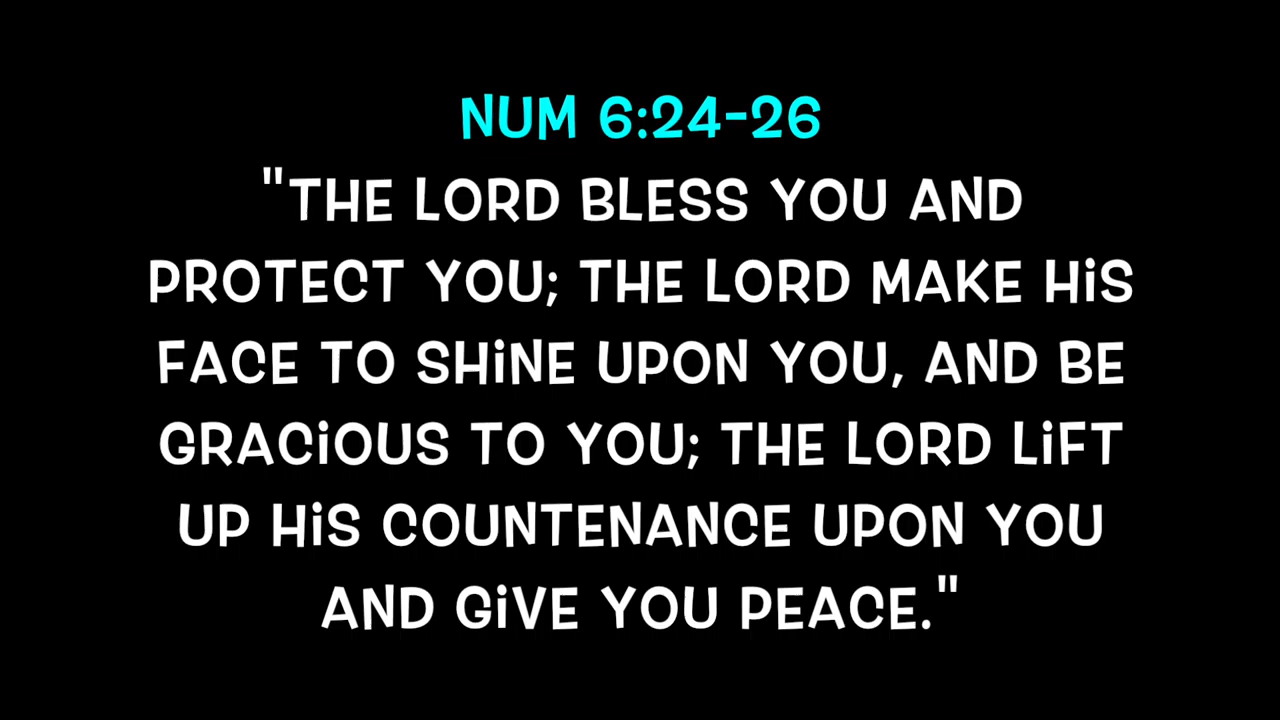 NUM 6:24-26
"THE LORD BLESS YOU AND
PROTECT YOU; THE LORD MAKE HiS
FACE TO SHiNE UPON YOU, AND BE
GRACiOUS TO YOU; THE LORD LiFT
UP HiS COUNTENANCE UPON YOU
AND GiVE YOU PEACE."